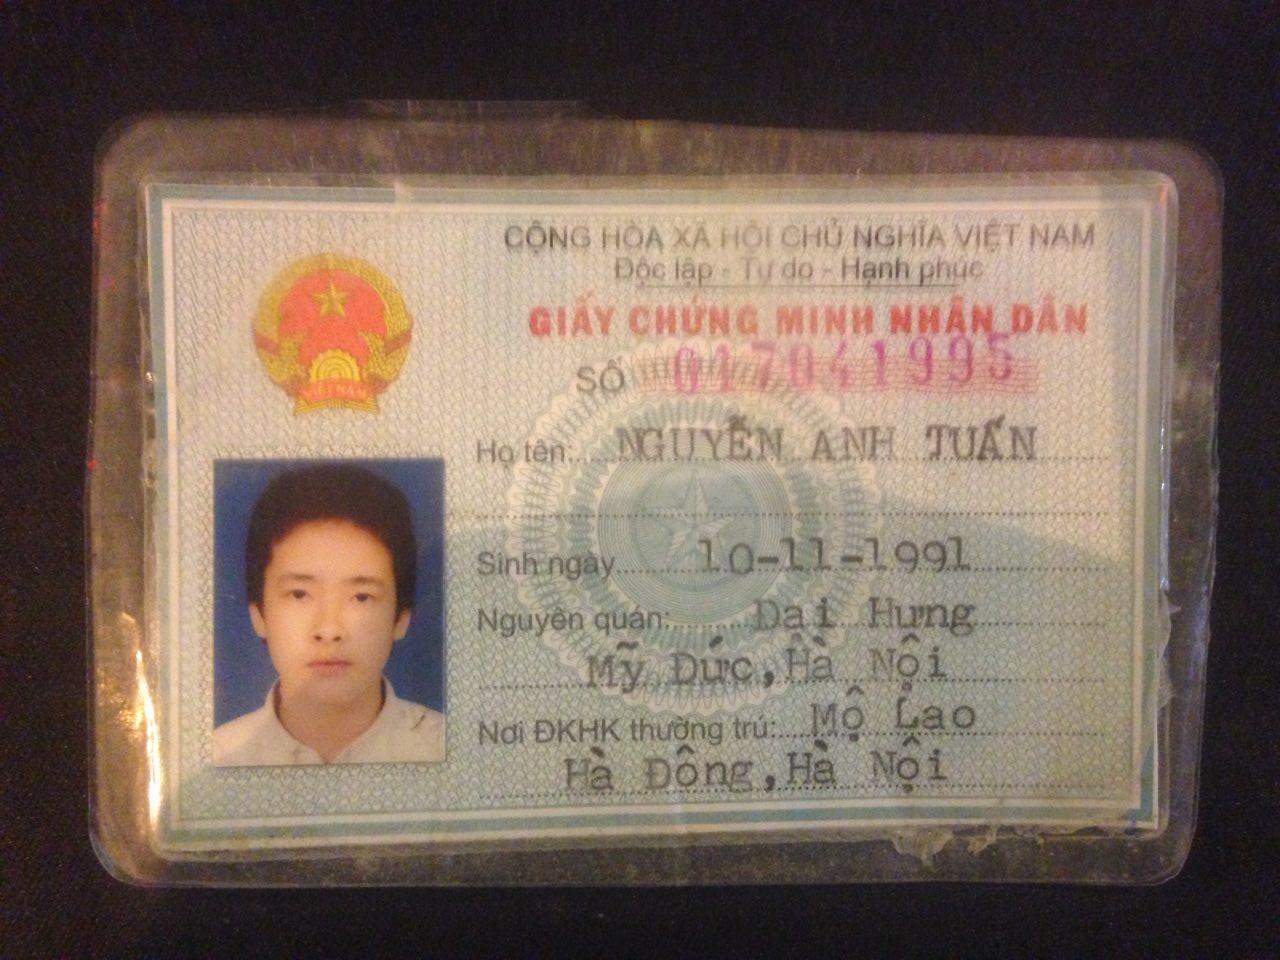 CỘNG HÒA XÃ HỘI CHỦ NGHĨA VIỆT NAM
Độc lập - Tự do - Hạnh phúc
GIẤY CHỨNG MINH NHÂN DÂN
SỐ 017041995
VIỆT NAM
Họ tên: NGUYỄN ANH TUẤN
Sinh ngày 10-11-1991
Nguyên quán: Đại Hưng
Mỹ Đức, Hà Nội
Nơi ĐKHK thường trú: Mộ Lao
Hà Đông, Hà Nội